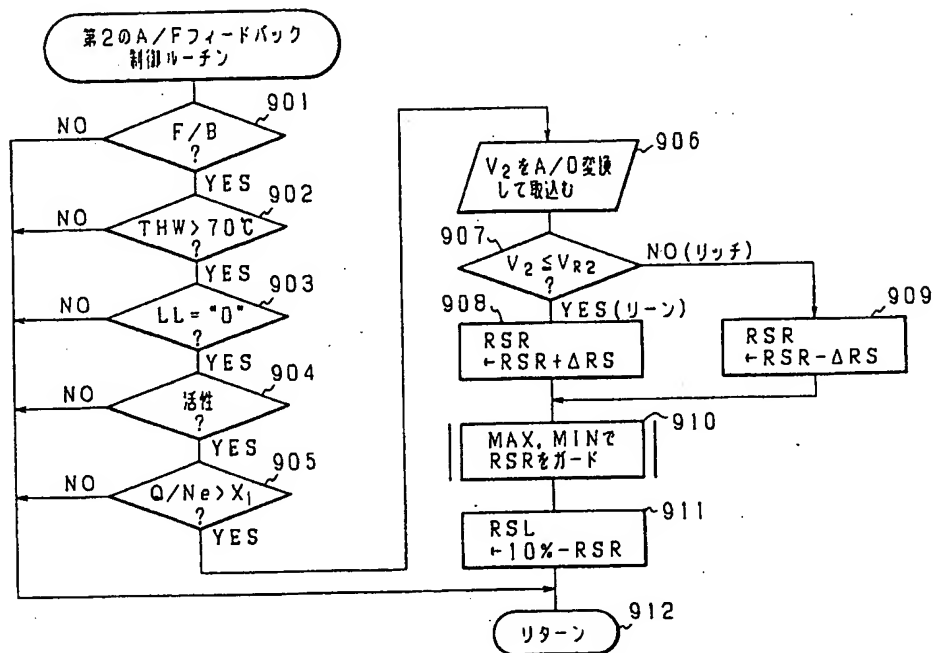 第2のA/Fフィードバック
制御ルーチン
901
NO
F/B
?
YES
902
NO
THW>70℃
?
YES
903
NO
LL="0"
?
YES
904
NO
活性
?
YES
905
NO
Q/Ne>X₁
?
YES
906
V₂をA/D変換
して取込む
907
V₂≤VR2
?
NO(リッチ)
YES(リーン)
908
RSR
←RSR+ΔRS
909
RSR
←RSR-ΔRS
910
MAX,MINで
RSRをガード
911
RSL
←10%-RSR
リターン
912